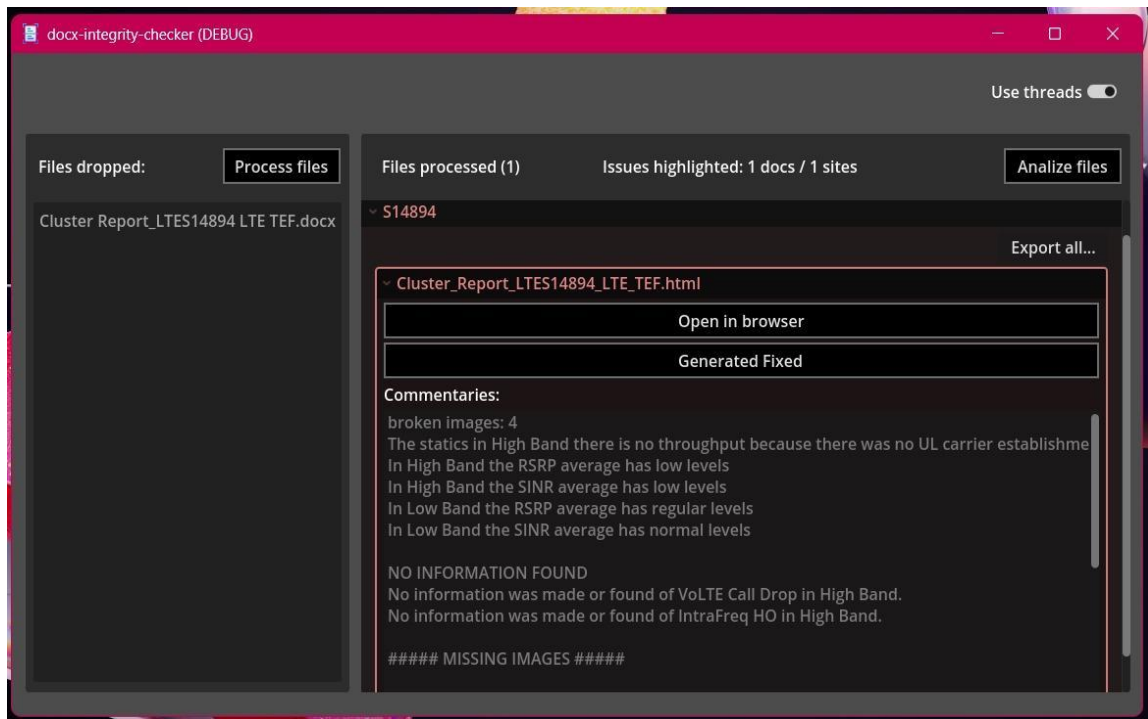 docx-integrity-checker (DEBUG)
Use threads
Files dropped:
Process files
Files processed (1)
Issues highlighted: 1 docs / 1 sites
Analize files
Cluster Report_LTES14894 LTE TEF.docx
S14894
Export all...
Cluster_Report_LTES14894_LTE_TEF.html
Open in browser
Generated Fixed
Commentaries:
broken images: 4
The statics in High Band there is no throughput because there was no UL carrier establishme
In High Band the RSRP average has low levels
In High Band the SINR average has low levels
In Low Band the RSRP average has regular levels
In Low Band the SINR average has normal levels
NO INFORMATION FOUND
No information was made or found of VoLTE Call Drop in High Band.
No information was made or found of IntraFreq HO in High Band.
##### MISSING IMAGES #####